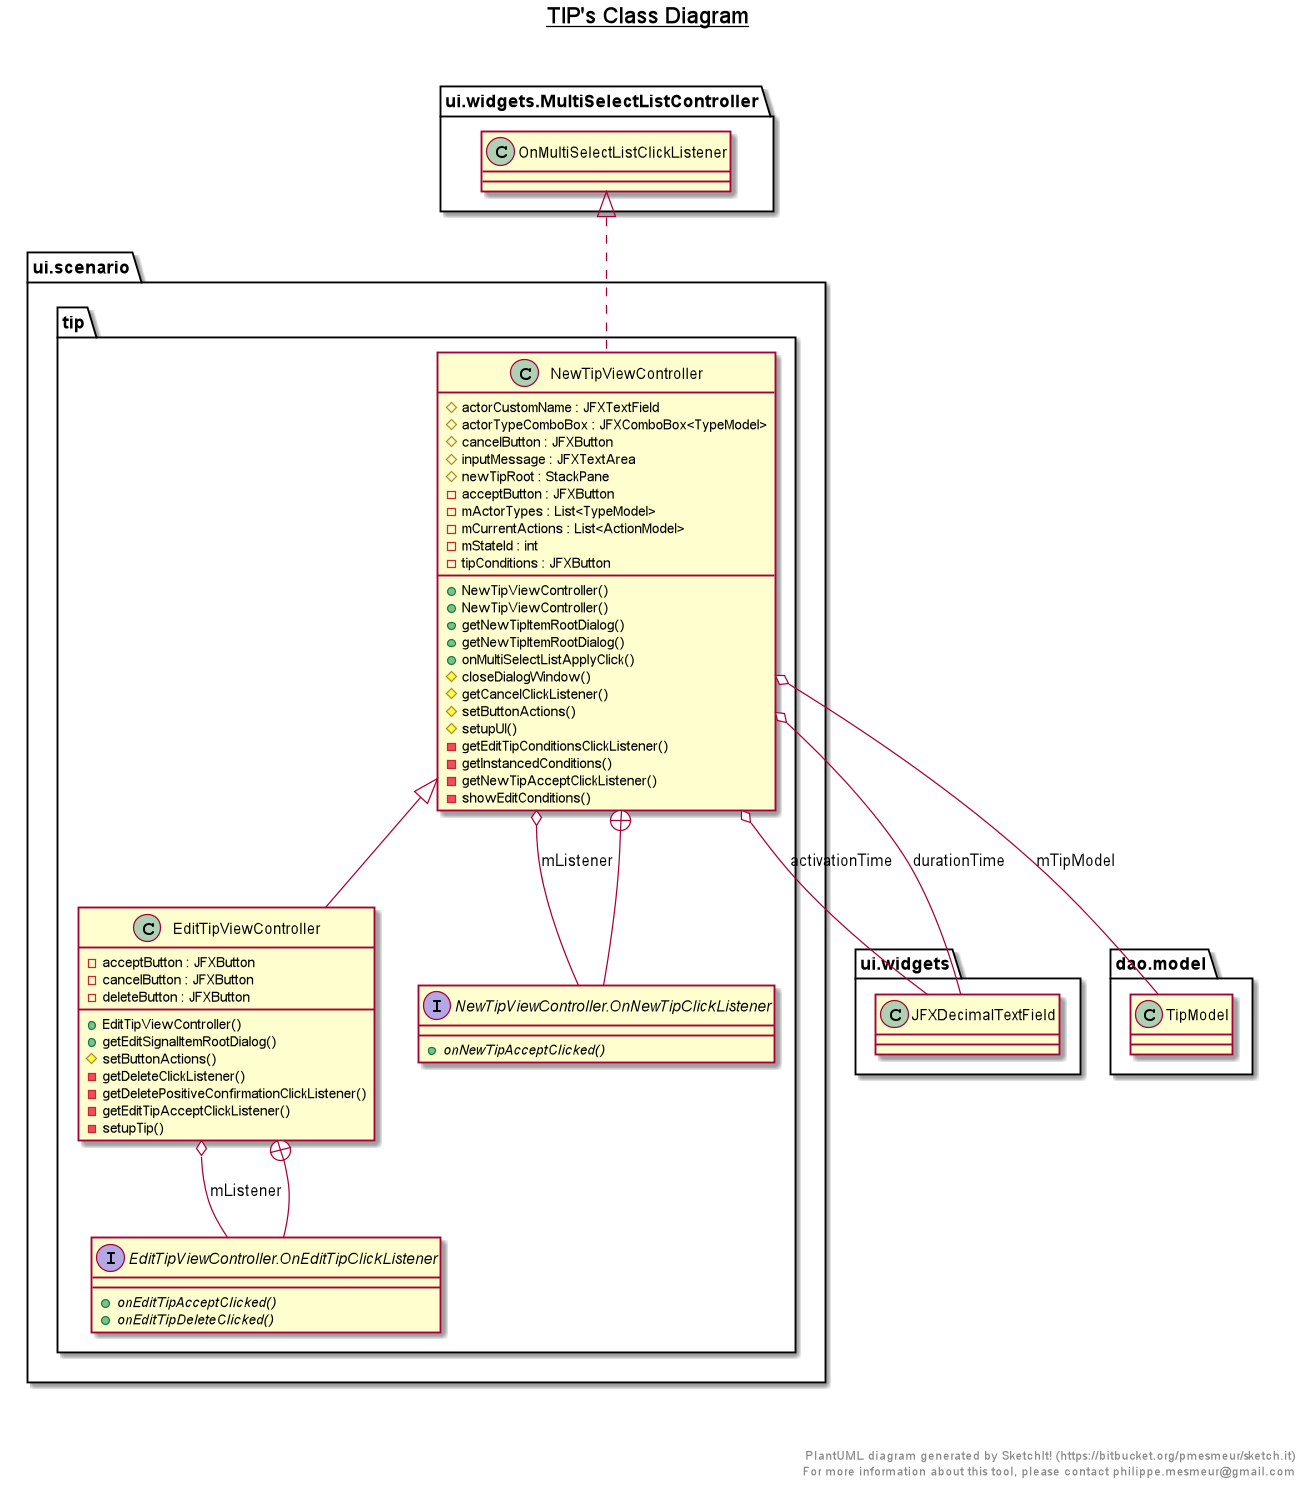 TIP's Class Diagram
ui.widgets.MultiSelectListController
C OnMultiSelectListClickListener
ui.scenario
tip
C NewTipViewController
actorCustomName : JFXTextField
actorTypeComboBox : JFXComboBox<TypeModel>
cancelButton : JFXButton
inputMessage : JFXTextArea
newTipRoot : StackPane
acceptButton : JFXButton
mActorTypes : List<TypeModel>
mCurrentActions : List<ActionModel>
mStateId : int
tipConditions : JFXButton
NewTipViewController()
NewTipViewController()
getNewTipItemRootDialog()
getNewTipItemRootDialog()
onMultiSelectListApplyClick()
closeDialogWindow()
getCancelClickListener()
setButtonActions()
setupUI()
getEditTipConditionsClickListener()
getInstancedConditions()
getNewTipAcceptClickListener()
showEditConditions()
mListener
activationTime
durationTime
mTipModel
C EditTipViewController
acceptButton : JFXButton
cancelButton : JFXButton
deleteButton : JFXButton
EditTipViewController()
getEditSignalItemRootDialog()
setButtonActions()
getDeleteClickListener()
getDeletePositiveConfirmationClickListener()
getEditTipAcceptClickListener()
setupTip()
I NewTipViewController.OnNewTipClickListener
onNewTipAcceptClicked()
ui.widgets
C JFXDecimalTextField
dao.model
C TipModel
mListener
I EditTipViewController.OnEditTipClickListener
onEditTipAcceptClicked()
onEditTipDeleteClicked()
PlantUML diagram generated by SketchIt! (https://bitbucket.org/pmesmeur/sketch.it)
For more information about this tool, please contact philippe.mesmeur@gmail.com